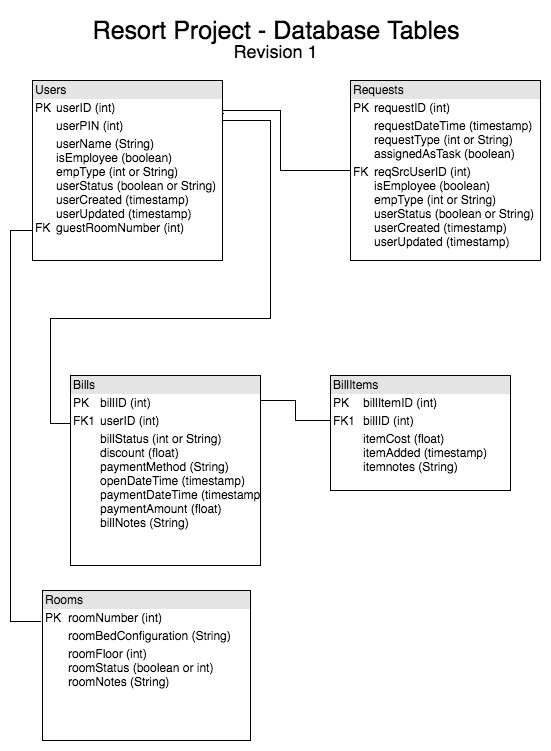 Resort Project - Database Tables
Revision 1
Users
PK userID (int)
userPIN (int)
userName (String)
isEmployee (boolean)
empType (int or String)
userStatus (boolean or String)
userCreated (timestamp)
userUpdated (timestamp)
FK guestRoomNumber (int)
Requests
PK requestID (int)
requestDateTime (timestamp)
requestType (int or String)
assignedAsTask (boolean)
FK reqSrcUserID (int)
isEmployee (boolean)
empType (int or String)
userStatus (boolean or String)
userCreated (timestamp)
userUpdated (timestamp)
Bills
PK billID (int)
FK1 userID (int)
billStatus (int or String)
discount (float)
paymentMethod (String)
openDateTime (timestamp)
paymentDateTime (timestamp
paymentAmount (float)
billNotes (String)
BillItems
PK billItemID (int)
FK1 billID (int)
itemCost (float)
itemAdded (timestamp)
itemnotes (String)
Rooms
PK roomNumber (int)
roomBedConfiguration (String)
roomFloor (int)
roomStatus (boolean or int)
roomNotes (String)